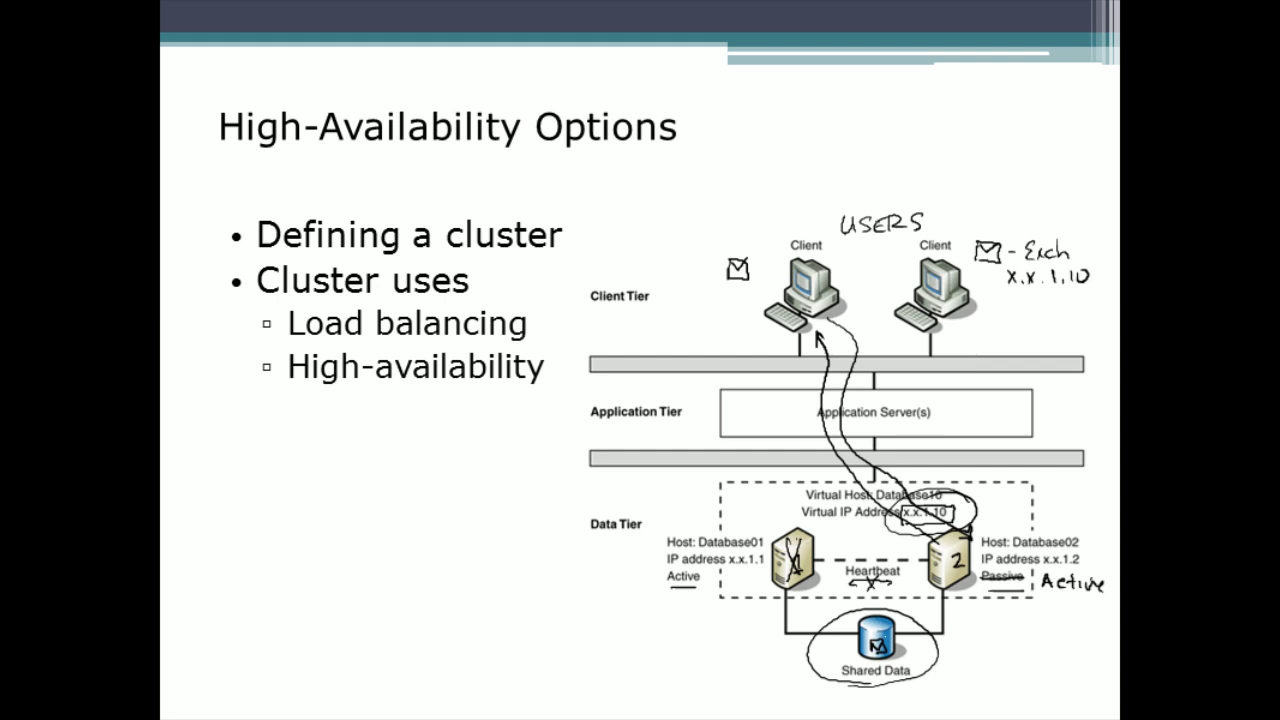 High-Availability Options
• Defining a cluster
• Cluster uses
▫ Load balancing
▫ High-availability
USERS
Client
Client
- Exch
x.x.1.10
Client Tier
Application Tier
Application Server(s)
Virtual Host: Database10
Virtual IP Address x.x.1.10
Data Tier
Host: Database01
IP address x.x.1.1
Active
Heartbeat
2
Host: Database02
IP address x.x.1.2
Passive
Active
Shared Data